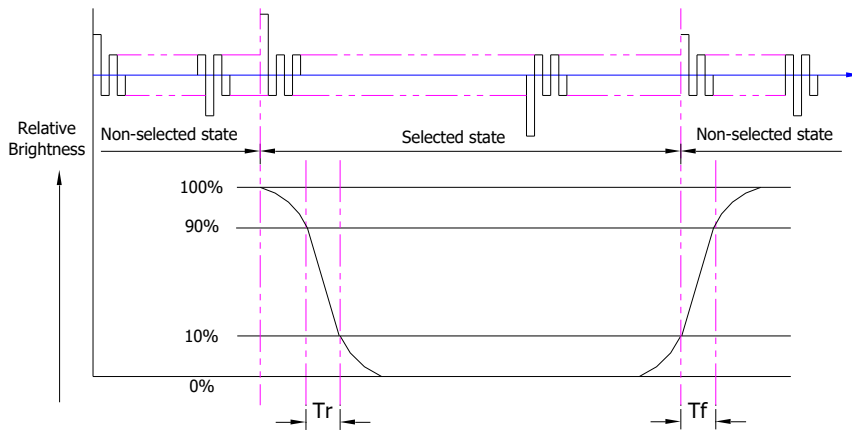 Relative
Brightness
Non-selected state
Selected state
Non-selected state
100%
90%
10%
0%
Tr
Tf